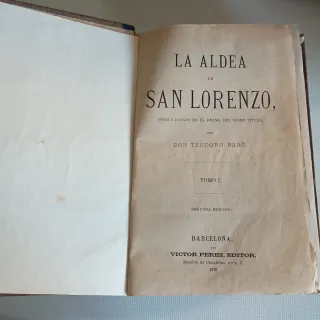 LA ALDEA
DE
SAN LORENZO,
NOVELA BASADA EN EL DRAMA DEL MISMO TÍTULO,
POR
DON TEODORO BARÓ.
TOMO I.
SEGUNDA EDICION.
BARCELONA.
VICTOR PEREZ, EDITOR,